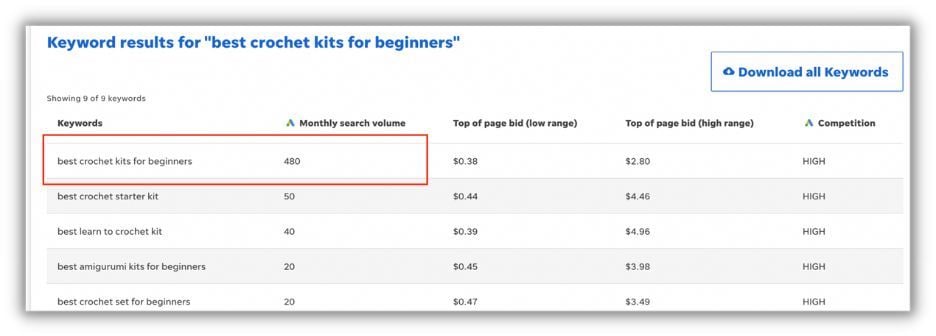 Keyword results for "best crochet kits for beginners"
Download all Keywords
Showing 9 of 9 keywords
Keywords Monthly search volume Top of page bid (low range) Top of page bid (high range) Competition
best crochet kits for beginners 480 $0.38 $2.80 HIGH
best crochet starter kit 50 $0.44 $4.46 HIGH
best learn to crochet kit 40 $0.39 $4.96 HIGH
best amigurumi kits for beginners 20 $0.45 $3.98 HIGH
best crochet set for beginners 20 $0.47 $3.49 HIGH